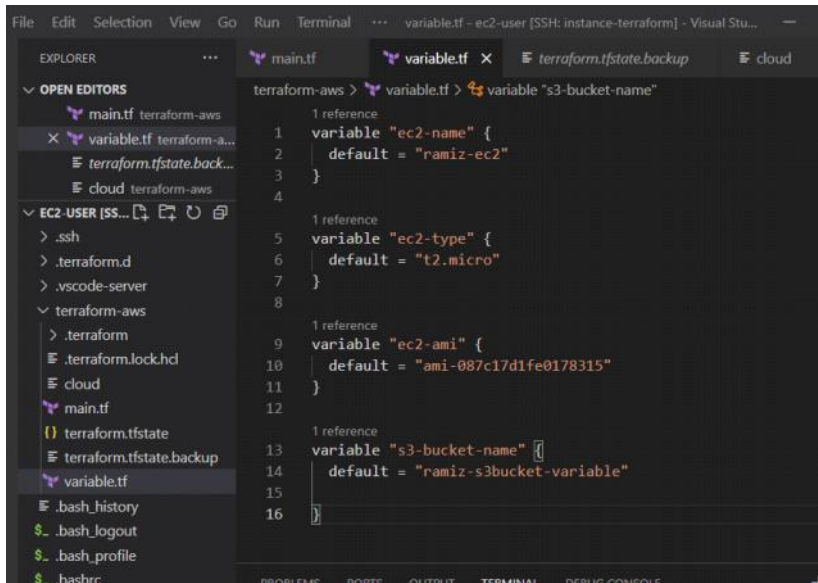 File Edit Selection View Go Run Terminal ··· variable.tf - ec2-user [SSH: instance-terraform] - Visual Stu...
EXPLORER ···
main.tf
variable.tf
terraform.tfstate.backup
cloud
OPEN EDITORS
main.tf terraform-aws
variable.tf terraform-a...
terraform.tfstate.back...
cloud terraform-aws
EC2-USER [SS...
.ssh
.terraform.d
.vscode-server
terraform-aws
.terraform
.terraform.lock.hcl
cloud
main.tf
{} terraform.tfstate
terraform.tfstate.backup
variable.tf
.bash_history
$_ .bash_logout
$_ .bash_profile
$_ .bashrc
terraform-aws > variable.tf > variable "s3-bucket-name"
1 reference
1 variable "ec2-name" {
2 default = "ramiz-ec2"
3 }
4
1 reference
5 variable "ec2-type" {
6 default = "t2.micro"
7 }
8
1 reference
9 variable "ec2-ami" {
10 default = "ami-087c17d1fe0178315"
11 }
12
1 reference
13 variable "s3-bucket-name" {
14 default = "ramiz-s3bucket-variable"
15
16 }
PROBLEMS PORTS OUTPUT TERMINAL DEBUG CONSOLE